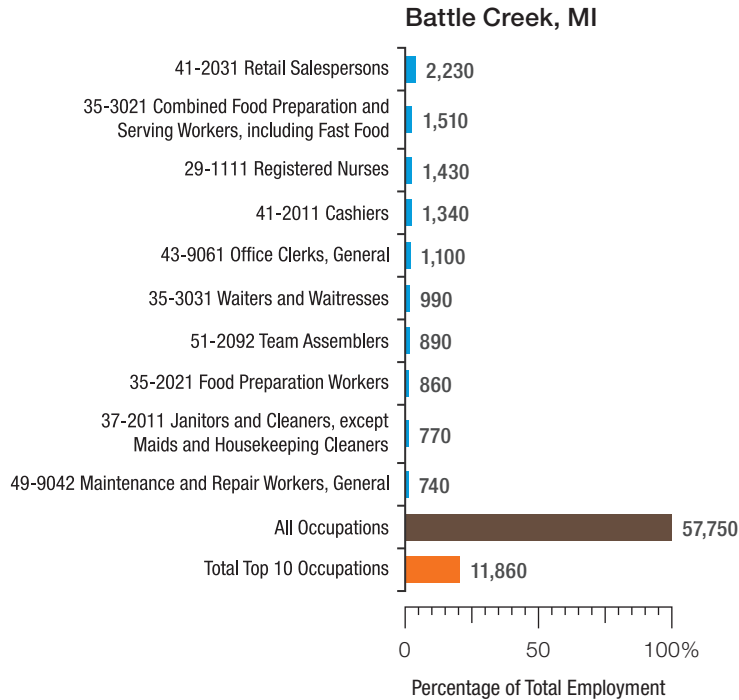 Battle Creek, MI
41-2031 Retail Salespersons
2,230
35-3021 Combined Food Preparation and
Serving Workers, including Fast Food
1,510
29-1111 Registered Nurses
1,430
41-2011 Cashiers
1,340
43-9061 Office Clerks, General
1,100
35-3031 Waiters and Waitresses
990
51-2092 Team Assemblers
890
35-2021 Food Preparation Workers
860
37-2011 Janitors and Cleaners, except
Maids and Housekeeping Cleaners
770
49-9042 Maintenance and Repair Workers, General
740
All Occupations
57,750
Total Top 10 Occupations
11,860
0 50 100%
Percentage of Total Employment